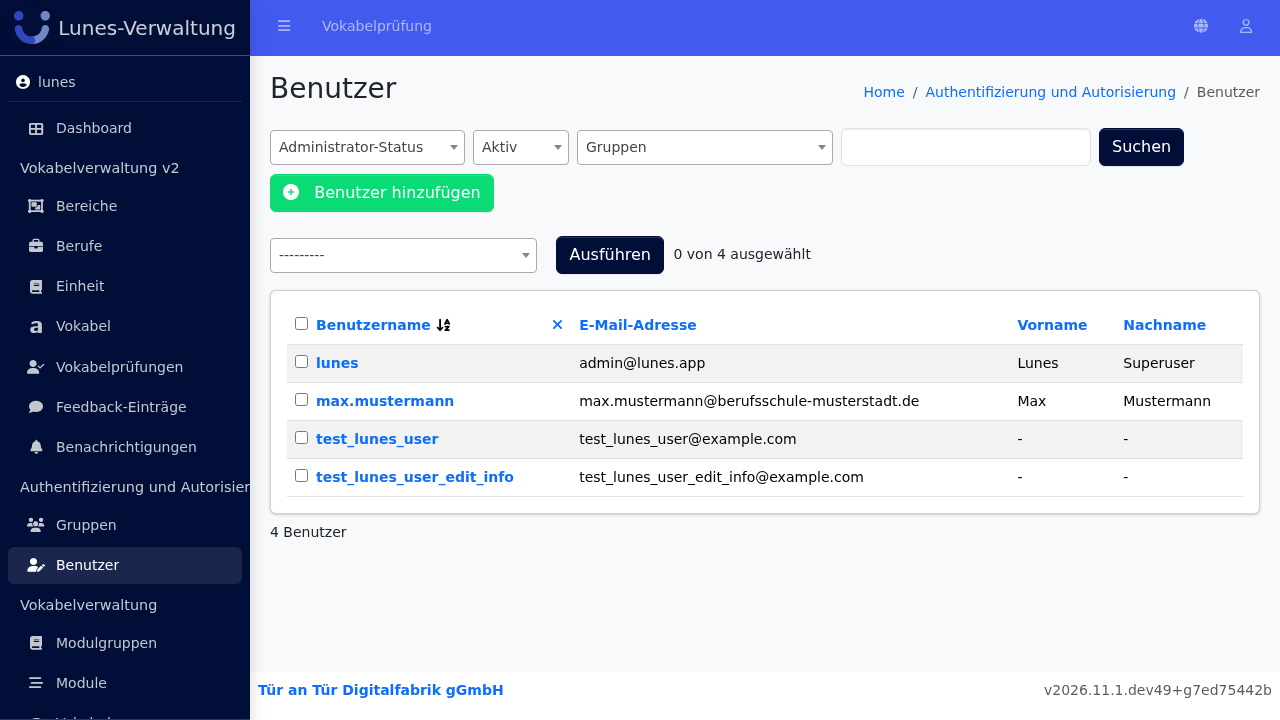 Lunes-Verwaltung
Vokabelprüfung
lunes
Dashboard
Vokabelverwaltung v2
Bereiche
Berufe
Einheit
Vokabel
Vokabelprüfungen
Feedback-Einträge
Benachrichtigungen
Authentifizierung und Autorisier
Gruppen
Benutzer
Vokabelverwaltung
Modulgruppen
Module
Benutzer
Home / Authentifizierung und Autorisierung / Benutzer
Administrator-Status Aktiv Gruppen Suchen
Benutzer hinzufügen
--------- Ausführen 0 von 4 ausgewählt
Benutzername E-Mail-Adresse Vorname Nachname
lunes admin@lunes.app Lunes Superuser
max.mustermann max.mustermann@berufsschule-musterstadt.de Max Mustermann
test_lunes_user test_lunes_user@example.com - -
test_lunes_user_edit_info test_lunes_user_edit_info@example.com - -
4 Benutzer
Tür an Tür Digitalfabrik gGmbH v2026.11.1.dev49+g7ed75442b